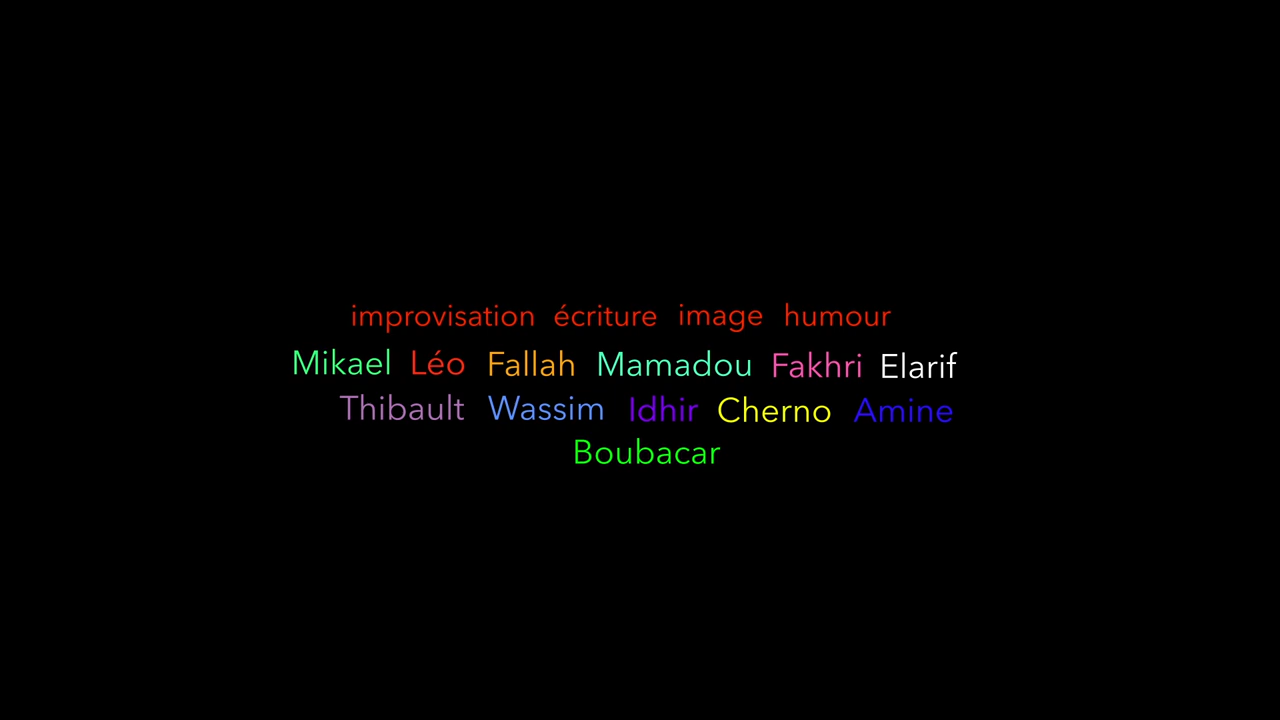 improvisation écriture image humour
Mikael Léo Fallah Mamadou Fakhri Elarif
Thibault Wassim Idhir Cherno Amine
Boubacar